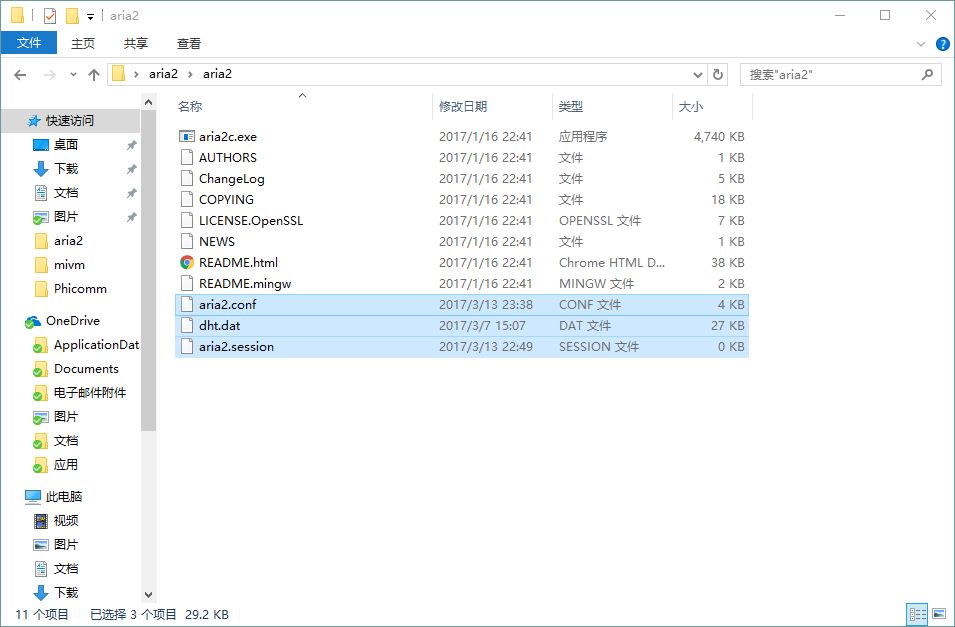 aria2
文件 主页 共享 查看
aria2 aria2 搜索"aria2"
名称 修改日期 类型 大小
快速访问
桌面
下载
文档
图片
aria2
mivm
Phicomm
OneDrive
ApplicationDat
Documents
电子邮件附件
图片
文档
应用
此电脑
视频
图片
文档
下载
aria2c.exe 2017/1/16 22:41 应用程序 4,740 KB
AUTHORS 2017/1/16 22:41 文件 1 KB
ChangeLog 2017/1/16 22:41 文件 5 KB
COPYING 2017/1/16 22:41 文件 18 KB
LICENSE.OpenSSL 2017/1/16 22:41 OPENSSL 文件 7 KB
NEWS 2017/1/16 22:41 文件 1 KB
README.html 2017/1/16 22:41 Chrome HTML D... 38 KB
README.mingw 2017/1/16 22:41 MINGW 文件 2 KB
aria2.conf 2017/3/13 23:38 CONF 文件 4 KB
dht.dat 2017/3/7 15:07 DAT 文件 27 KB
aria2.session 2017/3/13 22:49 SESSION 文件 0 KB
11 个项目 已选择 3 个项目 29.2 KB